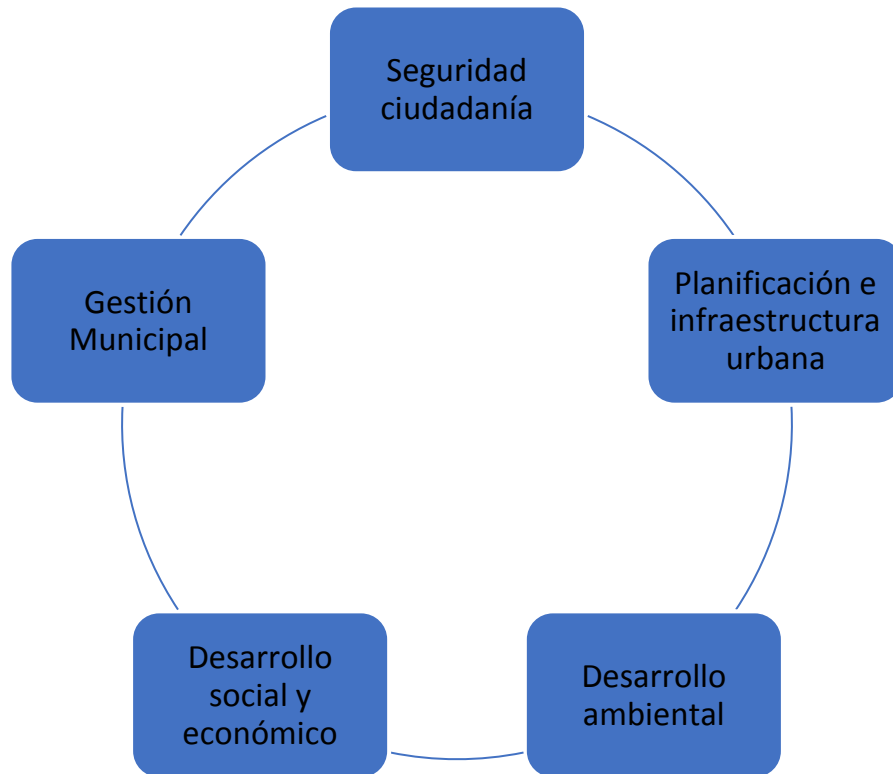 Seguridad
ciudadanía
Planificación e
infraestructura
urbana
Desarrollo
ambiental
Desarrollo
social y
económico
Gestión
Municipal